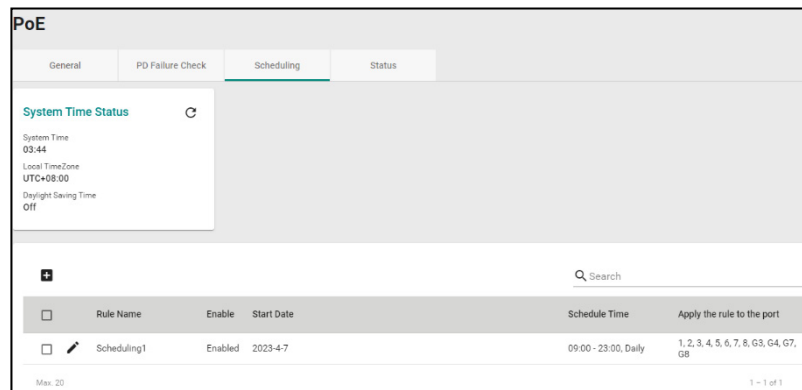 PoE
General PD Failure Check Scheduling Status
System Time Status
System Time
03:44
Local TimeZone
UTC+08:00
Daylight Saving Time
Off
Search
Rule Name Enable Start Date Schedule Time Apply the rule to the port
Scheduling1 Enabled 2023-4-7 09:00 - 23:00, Daily 1, 2, 3, 4, 5, 6, 7, 8, G3, G4, G7,
G8
Max. 20 1 – 1 of 1